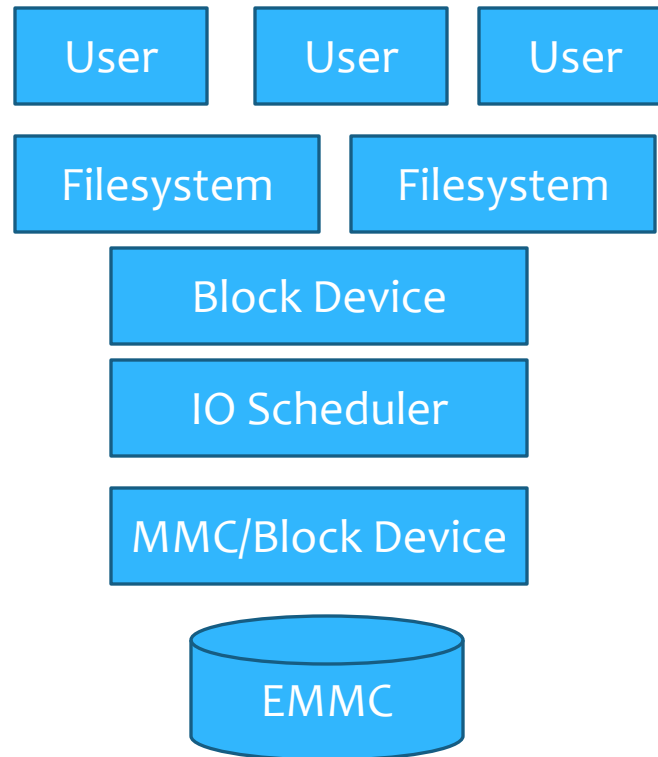 User User User
Filesystem Filesystem
Block Device
IO Scheduler
MMC/Block Device
EMMC